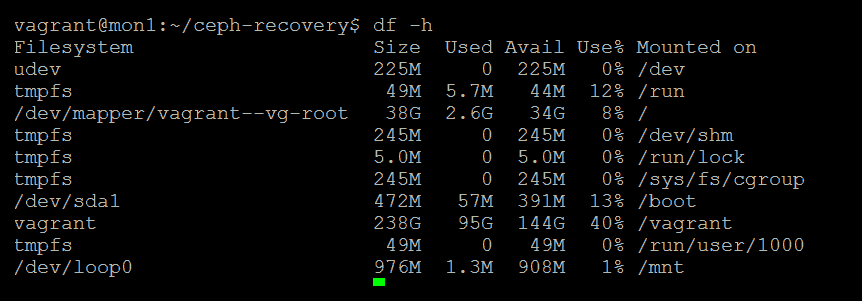 vagrant@mon1:~/ceph-recovery$ df -h
Filesystem                    Size  Used Avail Use% Mounted on
udev                          225M     0  225M   0% /dev
tmpfs                          49M  5.7M   44M  12% /run
/dev/mapper/vagrant--vg-root   38G  2.6G   34G   8% /
tmpfs                         245M     0  245M   0% /dev/shm
tmpfs                         5.0M     0  5.0M   0% /run/lock
tmpfs                         245M     0  245M   0% /sys/fs/cgroup
/dev/sda1                     472M   57M  391M  13% /boot
vagrant                       238G   95G  144G  40% /vagrant
tmpfs                          49M     0   49M   0% /run/user/1000
/dev/loop0                    976M  1.3M  908M   1% /mnt